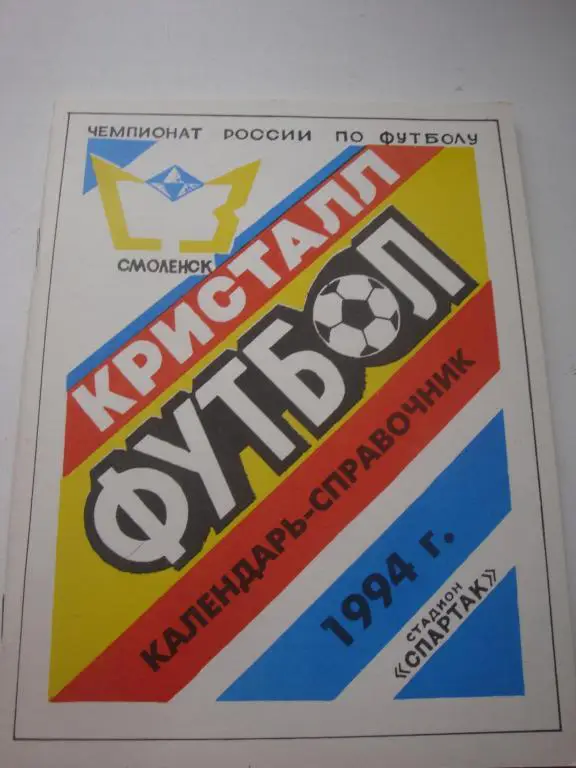 ЧЕМПИОНАТ РОССИИ ПО ФУТБОЛУ
СМОЛЕНСК
КРИСТАЛЛ
ФУТБОЛ
КАЛЕНДАРЬ-СПРАВОЧНИК
1994 г.
СТАДИОН
«СПАРТАК»